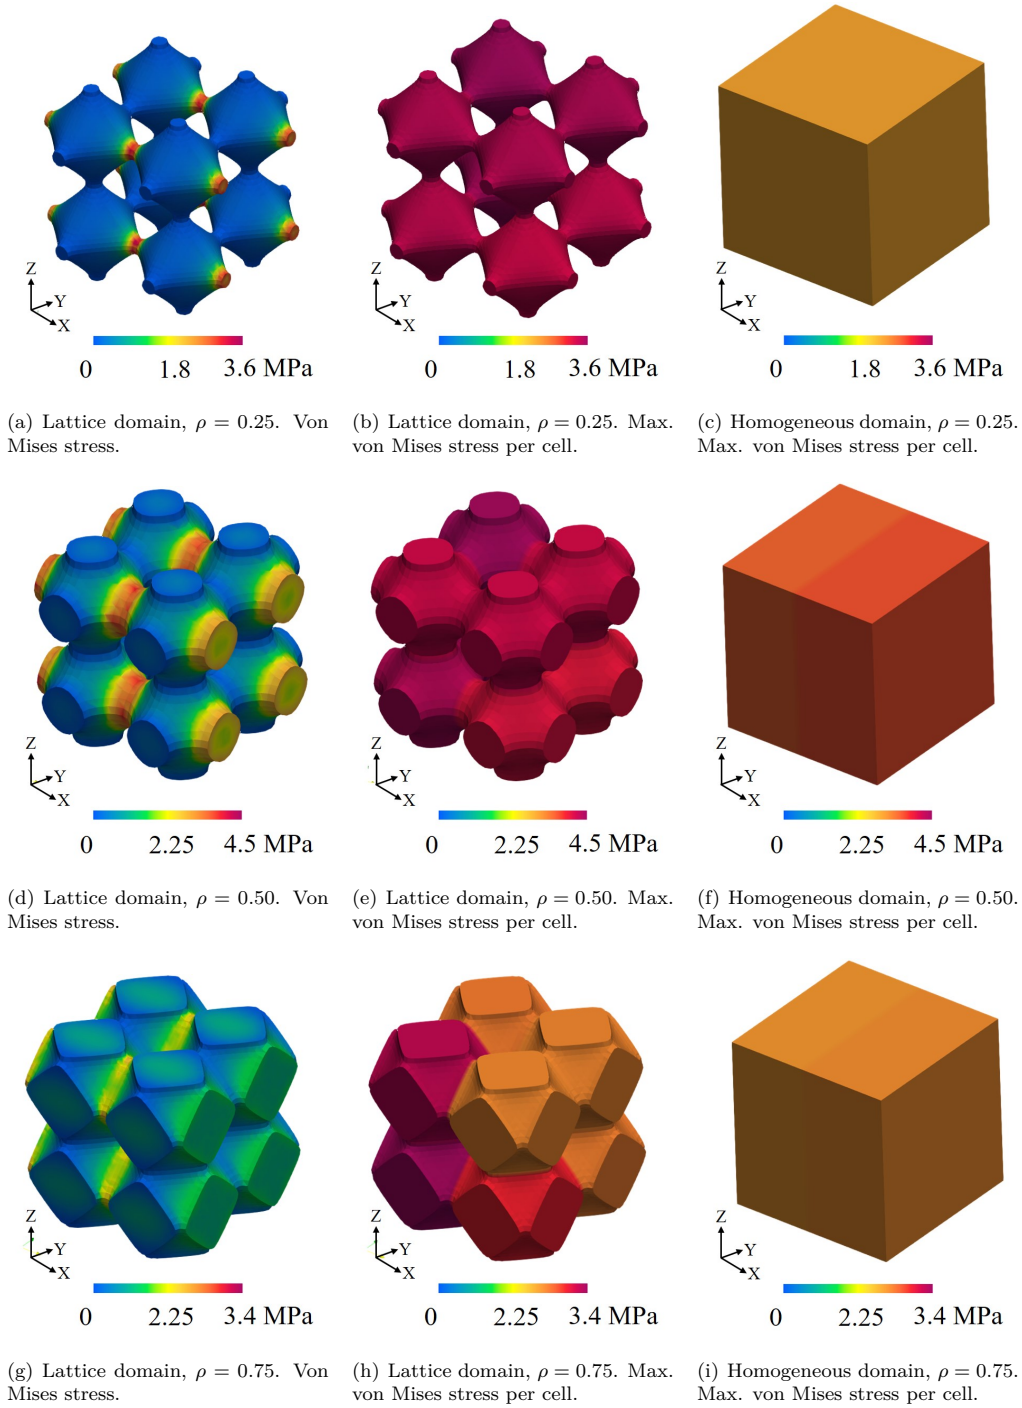 Z
Y
X
0 1.8 3.6 MPa
Z
Y
X
0 1.8 3.6 MPa
Z
Y
X
0 1.8 3.6 MPa
(a) Lattice domain, ρ = 0.25. Von
Mises stress.
(b) Lattice domain, ρ = 0.25. Max.
von Mises stress per cell.
(c) Homogeneous domain, ρ = 0.25.
Max. von Mises stress per cell.
Z
Y
X
0 2.25 4.5 MPa
Z
Y
X
0 2.25 4.5 MPa
Z
Y
X
0 2.25 4.5 MPa
(d) Lattice domain, ρ = 0.50. Von
Mises stress.
(e) Lattice domain, ρ = 0.50. Max.
von Mises stress per cell.
(f) Homogeneous domain, ρ = 0.50.
Max. von Mises stress per cell.
Z
Y
X
0 2.25 3.4 MPa
Z
Y
X
0 2.25 3.4 MPa
Z
Y
X
0 2.25 3.4 MPa
(g) Lattice domain, ρ = 0.75. Von
Mises stress.
(h) Lattice domain, ρ = 0.75. Max.
von Mises stress per cell.
(i) Homogeneous domain, ρ = 0.75.
Max. von Mises stress per cell.